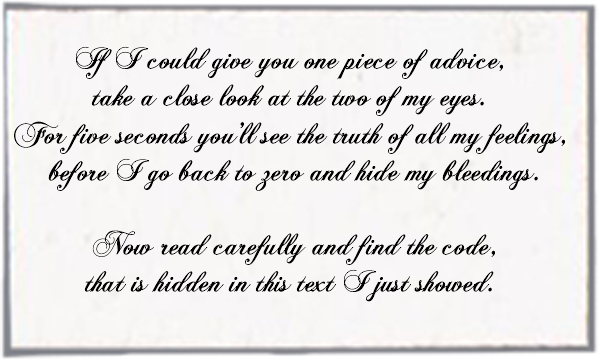 If I could give you one piece of advice,
take a close look at the two of my eyes.
For five seconds you'll see the truth of all my feelings,
before I go back to zero and hide my bleedings.
Now read carefully and find the code,
that is hidden in this text I just showed.